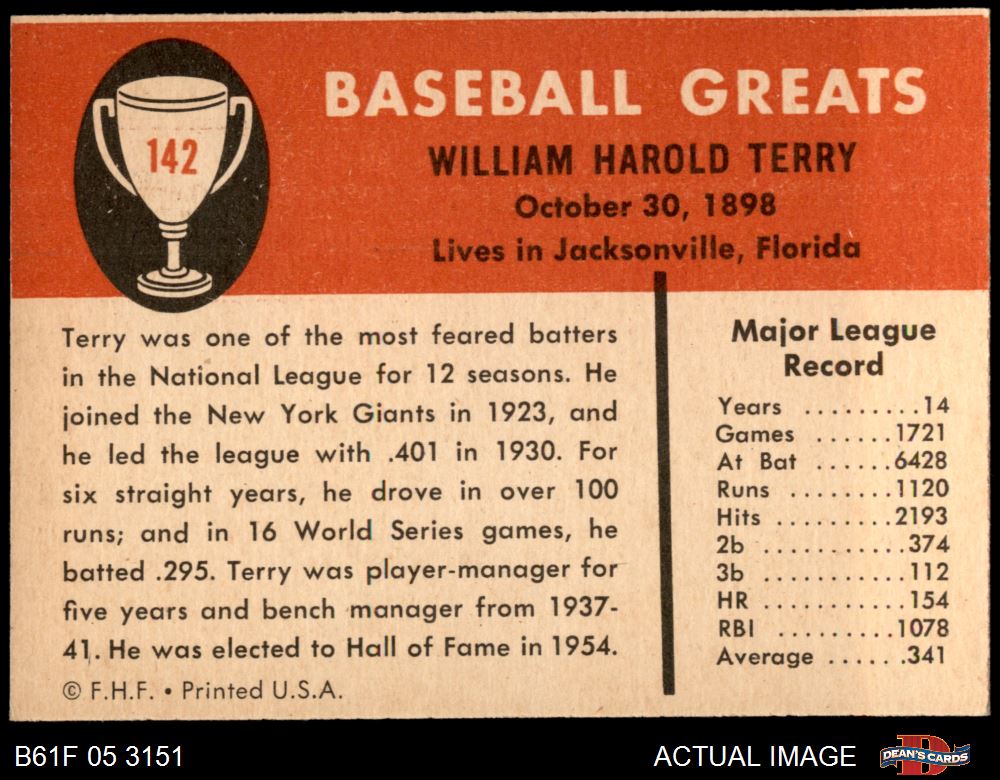 BASEBALL GREATS
142
WILLIAM HAROLD TERRY
October 30, 1898
Lives in Jacksonville, Florida
Terry was one of the most feared batters
in the National League for 12 seasons. He
joined the New York Giants in 1923, and
he led the league with .401 in 1930. For
six straight years, he drove in over 100
runs; and in 16 World Series games, he
batted .295. Terry was player-manager for
five years and bench manager from 1937-
41. He was elected to Hall of Fame in 1954.
© F.H.F. • Printed U.S.A.
Major League
Record
Years .........14
Games ......1721
At Bat ......6428
Runs ........1120
Hits .........2193
2b ...........374
3b ...........112
HR ..........154
RBI .........1078
Average ......341
B61F 05 3151
ACTUAL IMAGE
D
DEAN'S CARDS